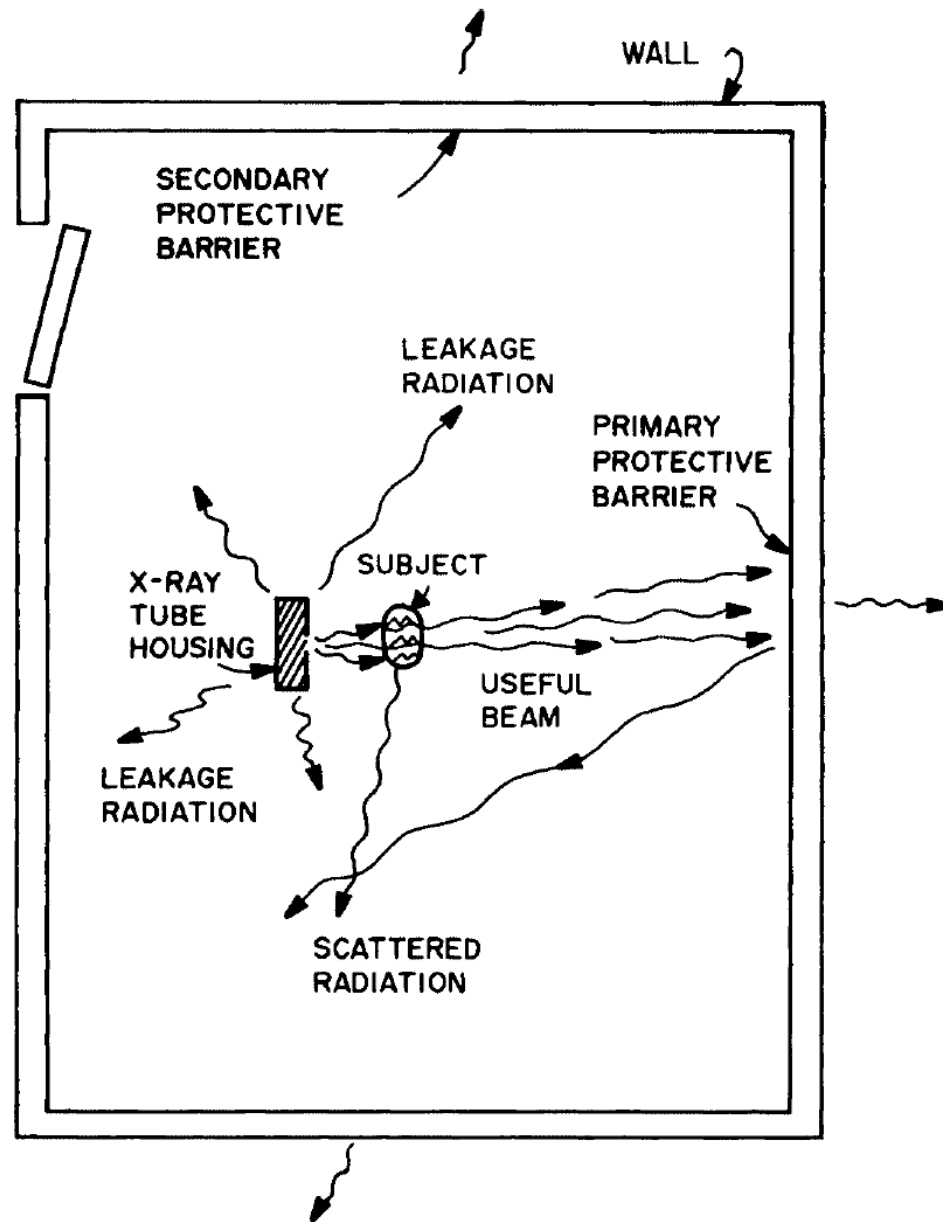 WALL
SECONDARY
PROTECTIVE
BARRIER
LEAKAGE
RADIATION
PRIMARY
PROTECTIVE
BARRIER
SUBJECT
X-RAY
TUBE
HOUSING
USEFUL
BEAM
LEAKAGE
RADIATION
SCATTERED
RADIATION